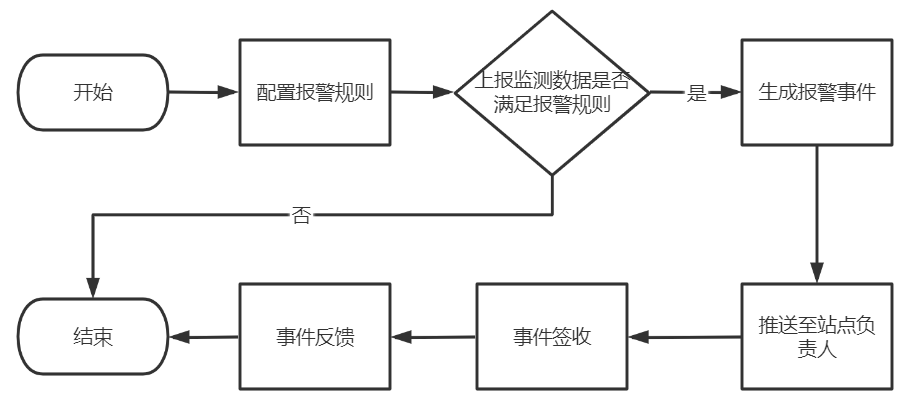 开始
配置报警规则
上报监测数据是否
满足报警规则
是
生成报警事件
否
结束
事件反馈
事件签收
推送至站点负
责人